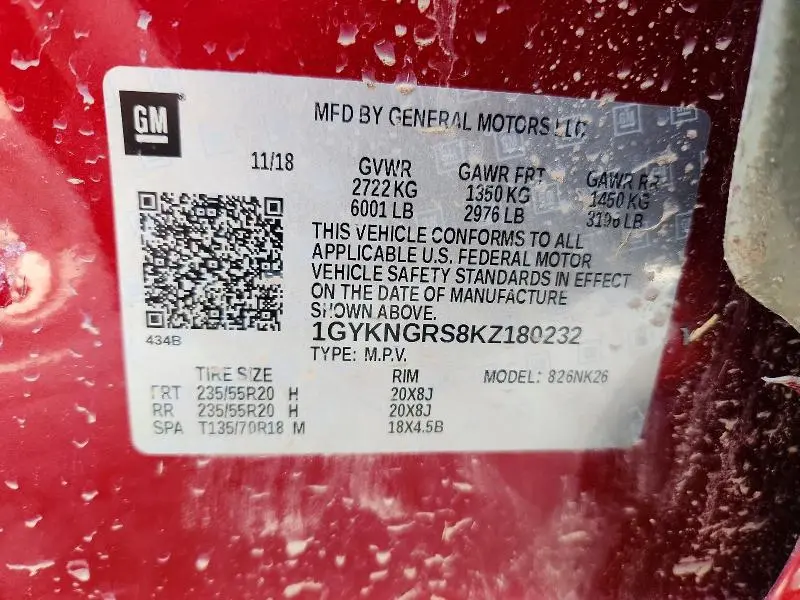 GM
MFD BY GENERAL MOTORS LLC
11/18
GVWR GAWR FRT GAWR RR
2722 KG 1350 KG 1450 KG
6001 LB 2976 LB 3196 LB
THIS VEHICLE CONFORMS TO ALL
APPLICABLE U.S. FEDERAL MOTOR
VEHICLE SAFETY STANDARDS IN EFFECT
ON THE DATE OF MANUFACTURE
SHOWN ABOVE.
434B
1GYKNGRS8KZ180232
TYPE: M.P.V.
TIRE SIZE RIM MODEL: 826NK26
FRT 235/55R20 H 20X8J
RR 235/55R20 H 20X8J
SPA T135/70R18 M 18X4.5B